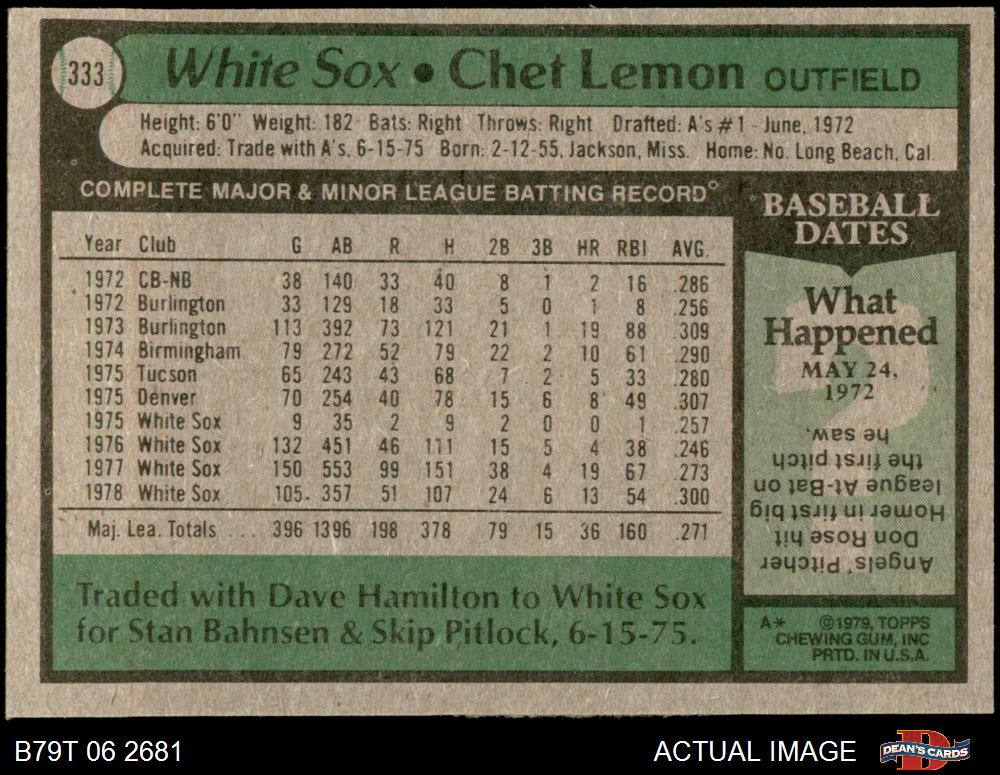 333
White Sox • Chet Lemon OUTFIELD
Height: 6'0" Weight: 182 Bats: Right Throws: Right Drafted: A's #1 - June, 1972
Acquired: Trade with A's, 6-15-75 Born: 2-12-55, Jackson, Miss. Home: No. Long Beach, Cal.
COMPLETE MAJOR & MINOR LEAGUE BATTING RECORD°
Year Club G AB R H 2B 3B HR RBI AVG.
1972 CB-NB 38 140 33 40 8 1 2 16 .286
1972 Burlington 33 129 18 33 5 0 1 8 .256
1973 Burlington 113 392 73 121 21 1 19 88 .309
1974 Birmingham 79 272 52 79 22 2 10 61 .290
1975 Tucson 65 243 43 68 7 2 5 33 .280
1975 Denver 70 254 40 78 15 6 8 49 .307
1975 White Sox 9 35 2 9 2 0 0 1 .257
1976 White Sox 132 451 46 111 15 5 4 38 .246
1977 White Sox 150 553 99 151 38 4 19 67 .273
1978 White Sox 105 357 51 107 24 6 13 54 .300
Maj. Lea. Totals ... 396 1396 198 378 79 15 36 160 .271
Traded with Dave Hamilton to White Sox
for Stan Bahnsen & Skip Pitlock, 6-15-75.
BASEBALL
DATES
What
Happened
MAY 24,
1972
Angels' Pitcher
Don Rose hit
Homer in first big
league At-Bat on
the first pitch
he saw.
A* ©1979, TOPPS
CHEWING GUM, INC
PRTD. IN U.S.A.
B79T 06 2681
ACTUAL IMAGE
DEAN'S CARDS